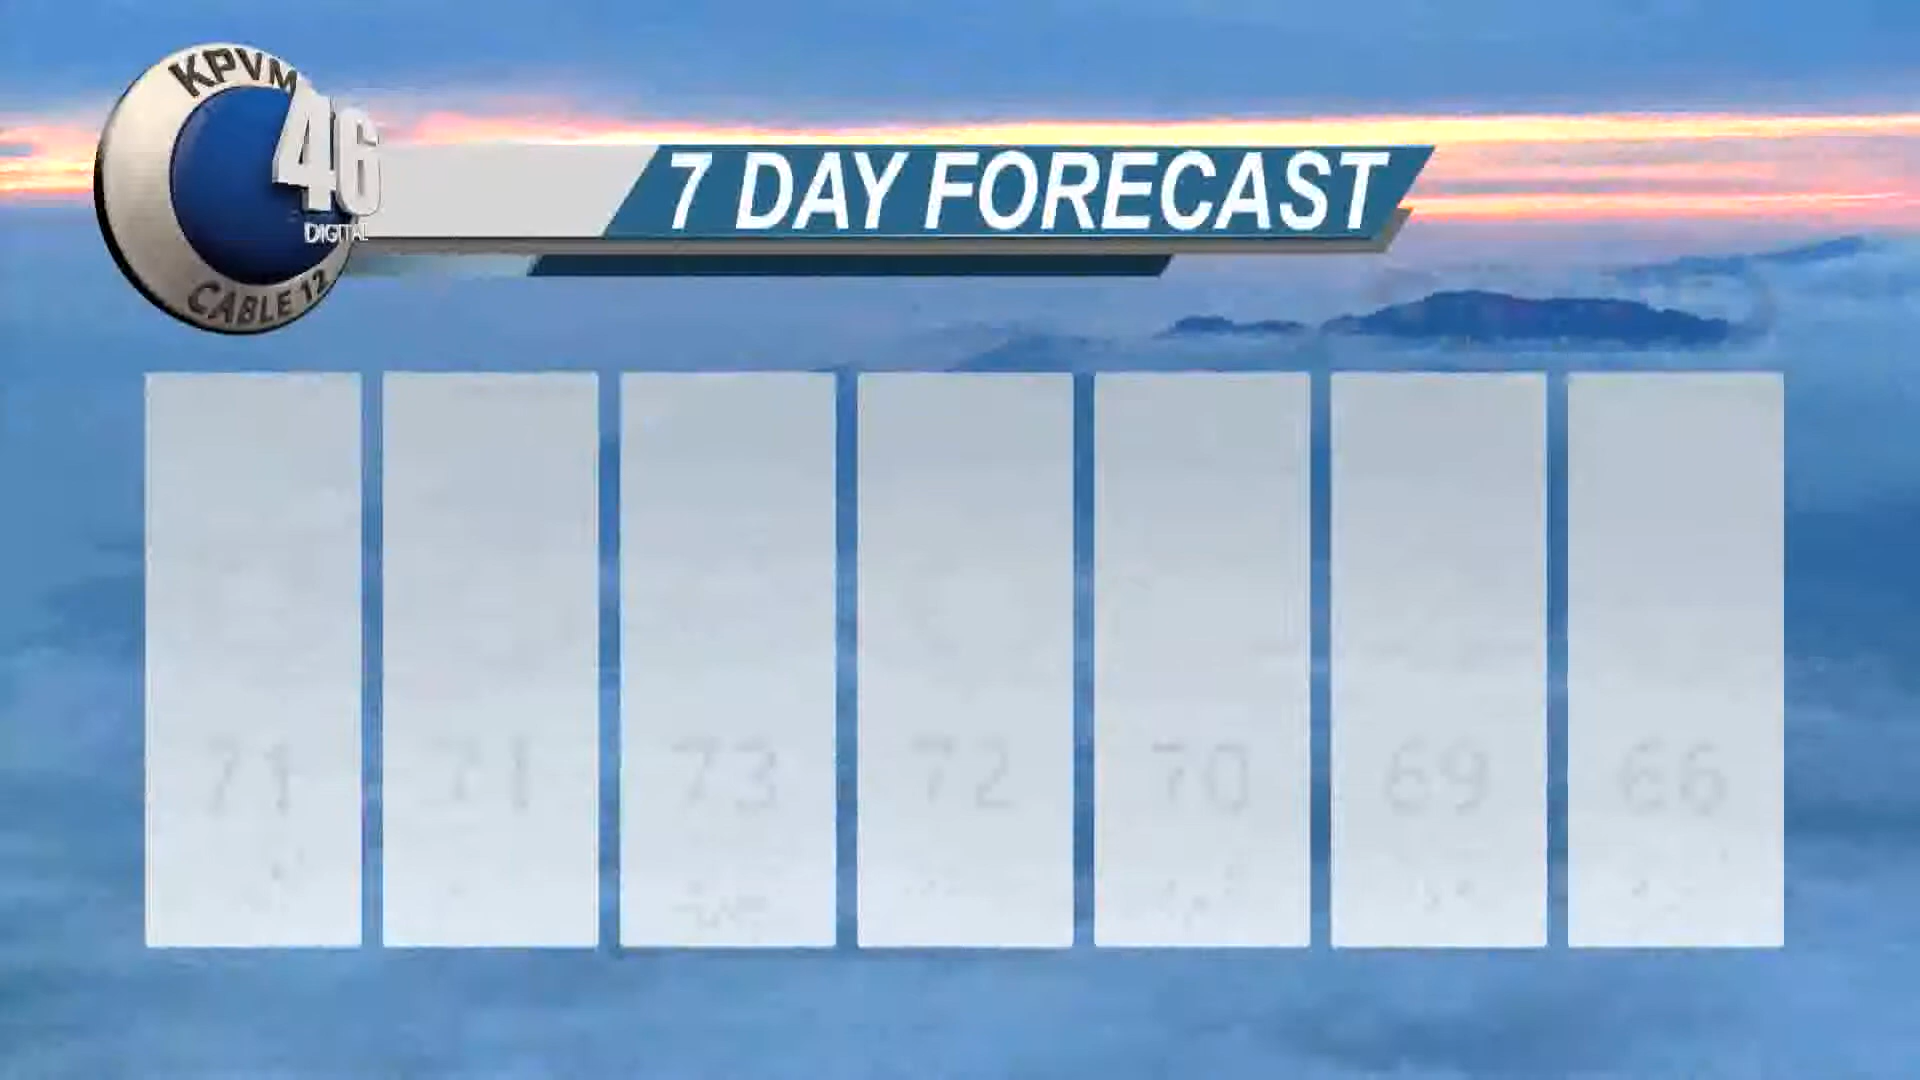 KPVM
46
DIGITAL
CABLE 12
7 DAY FORECAST
71 71 73 72 70 69 66